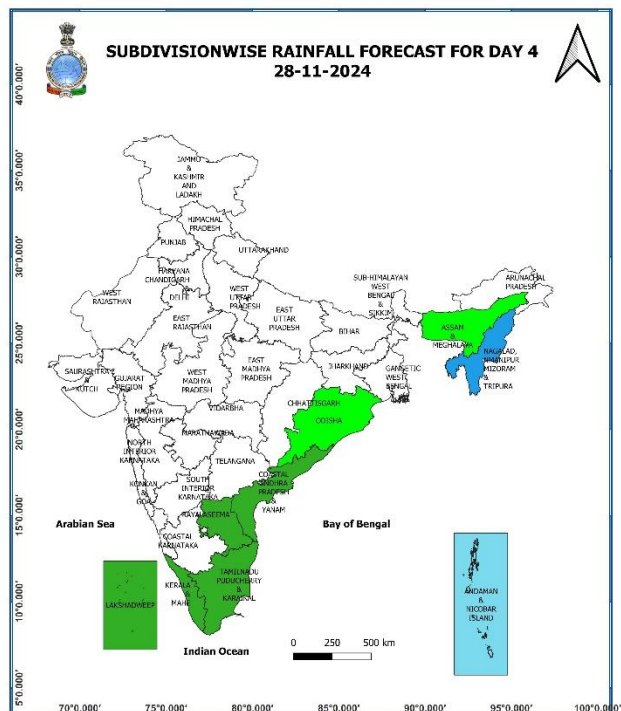 SUBDIVISIONWISE RAINFALL FORECAST FOR DAY 4
28-11-2024
40°0.000'
35°0.000'
30°0.000'
25°0.000'
20°0.000'
15°0.000'
10°0.000'
5°0.000'
JAMMO
&
KASHMIR
AND
LADAKH
HIMACHAL
PRADESH
PUNJAB
UTTARAKHAND
HARYANA
CHANDIGARH
&
DELHI
WEST
RAJASTHAN
WEST
UTTAR
PRADESH
EAST
RAJASTHAN
EAST
UTTAR
PRADESH
SUB-HIMALAYAN
WEST
BENGAL
&
SIKKIM
ARUNACHAL
PRADESH
BIHAR
ASSAM
&
MEGHALAYA
NAGALAD,
MANIPUR
MIZORAM
&
TRIPURA
SAURASHTRA
&
KUTCH
GUJARAT
REGION
WEST
MADHYA
PRADESH
EAST
MADHYA
PRADESH
JHARKHAND
GANGETIC
WEST
BENGAL
CHHATTISGARH
ODISHA
VIDARBHA
MADHYA
MAHARASHTRA
MARATHAWADA
NORTH
INTERIOR
KARNATAKA
TELANGANA
KONKAN
&
GOA
SOUTH
INTERIOR
KARNATAKA
COASTAL
ANDHRA
PRADESH
&
YANAM
RAYALASEEMA
Arabian Sea
Bay of Bengal
COASTAL
KARNATAKA
LAKSHADWEEP
KERALA
&
MAHE
TAMILNADU
PUDUCHERRY
&
KARAIKAL
ANDAMAN
&
NICOBAR
ISLAND
Indian Ocean
0 250 500 km
70°0.000' 75°0.000' 80°0.000' 85°0.000' 90°0.000' 95°0.000' 100°0.000'